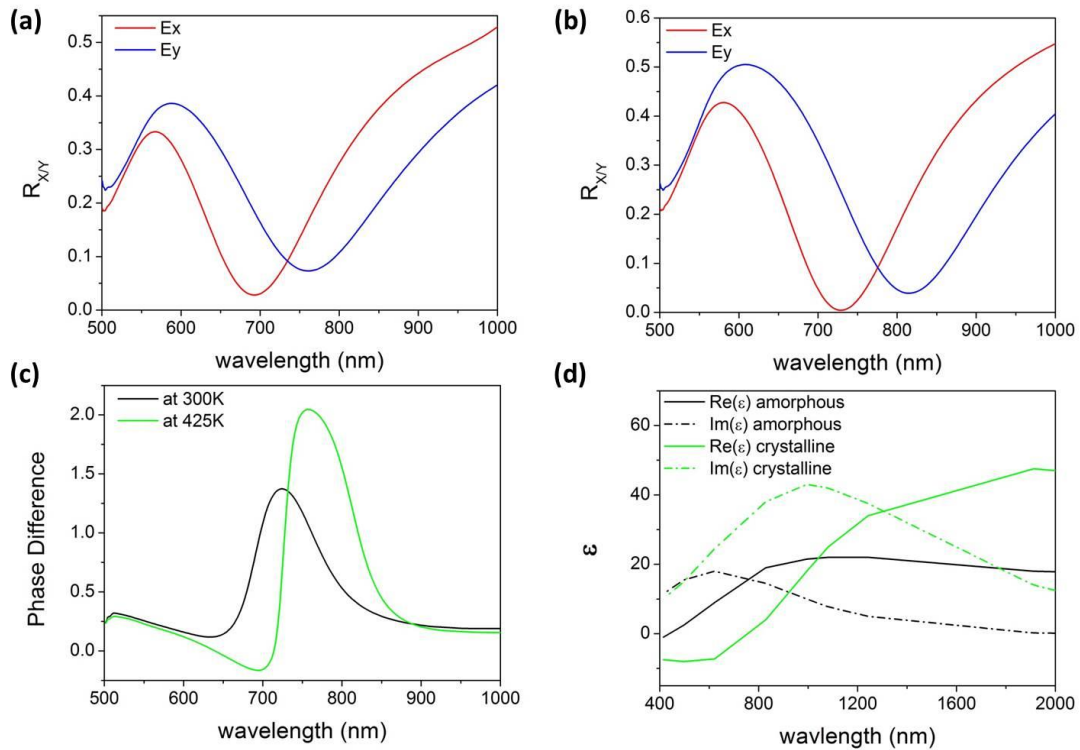 (a)
Ex
Ey
0.5
0.4
0.3
0.2
0.1
0.0
R X/Y
500 600 700 800 900 1000
wavelength (nm)
(b)
Ex
Ey
0.6
0.5
0.4
0.3
0.2
0.1
0.0
R X/Y
500 600 700 800 900 1000
wavelength (nm)
(c)
at 300K
at 425K
2.0
1.5
1.0
0.5
0.0
Phase Difference
500 600 700 800 900 1000
wavelength (nm)
(d)
Re(ε) amorphous
Im(ε) amorphous
Re(ε) crystalline
Im(ε) crystalline
60
40
20
0
ε
400 800 1200 1600 2000
wavlength (nm)